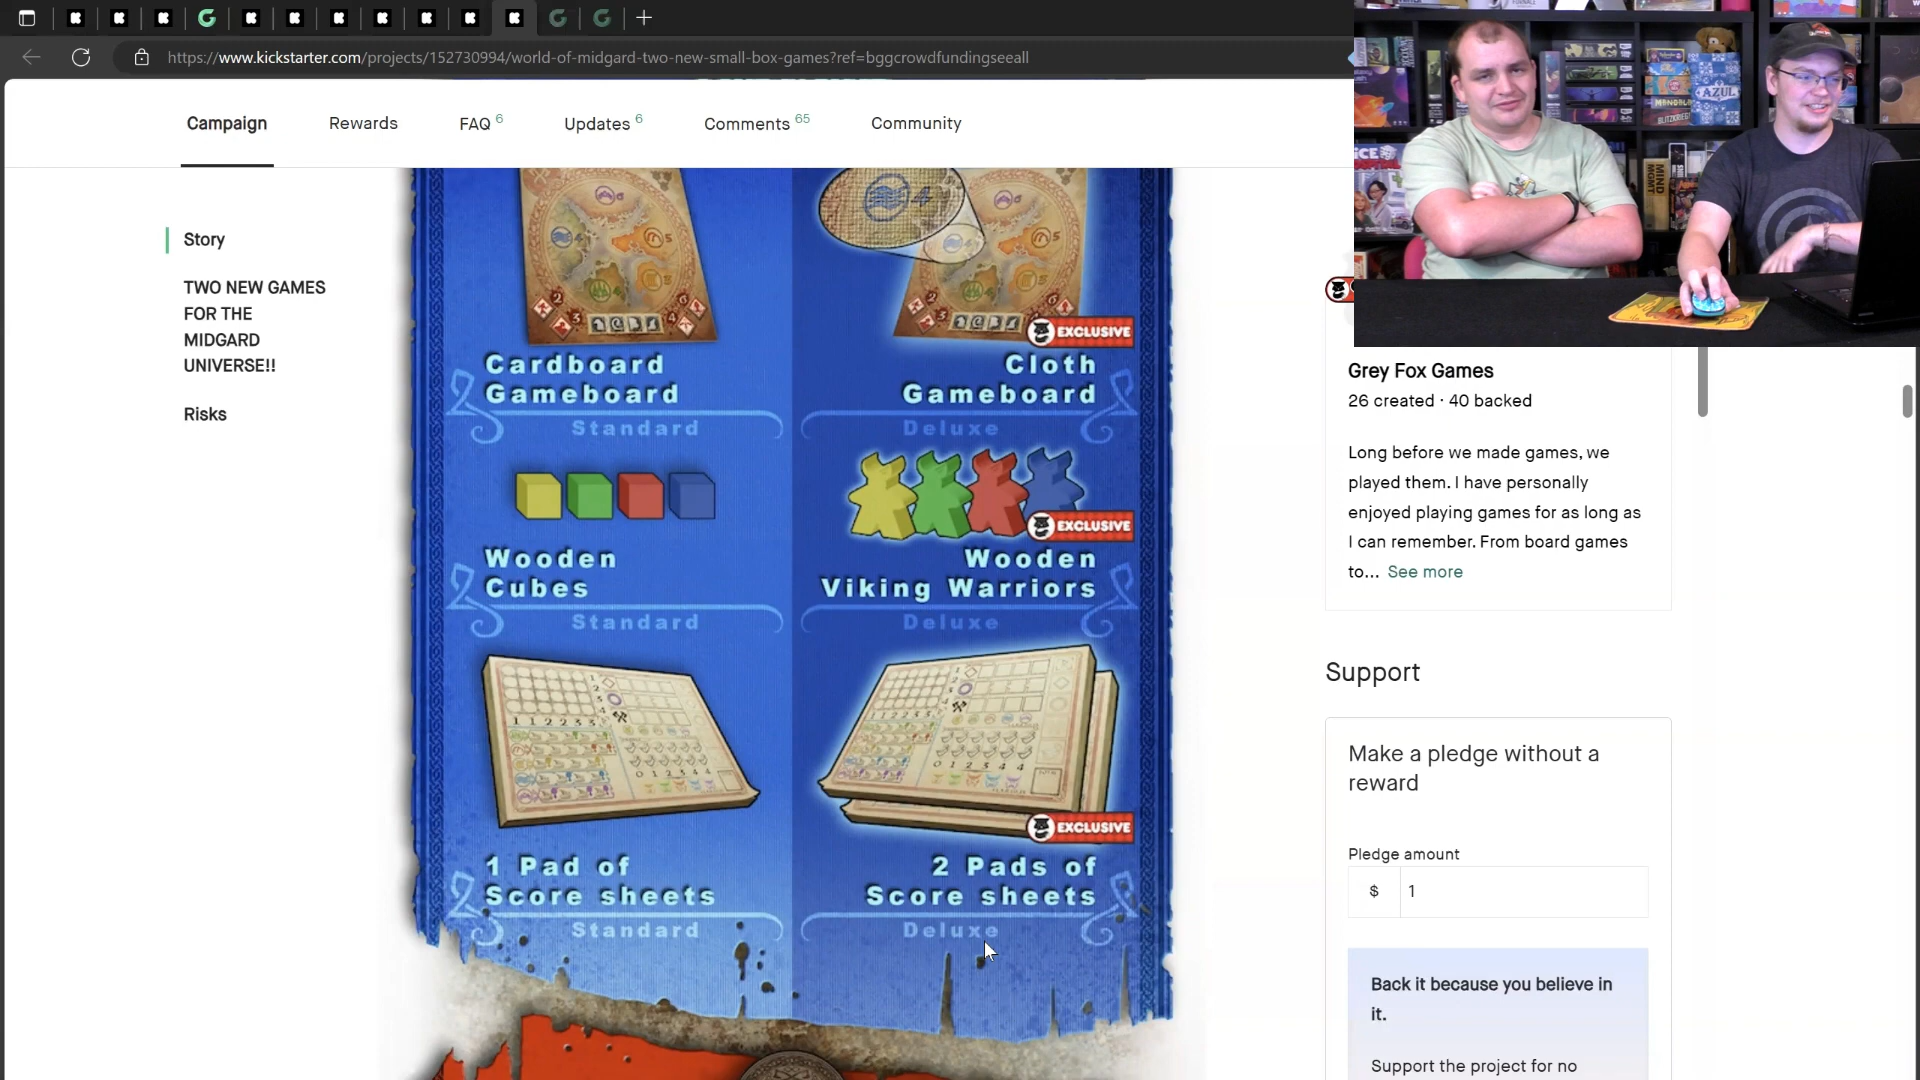 https://www.kickstarter.com/projects/152730994/world-of-midgard-two-new-small-box-games?ref=bggcrowdfundingseeall
Campaign
Rewards
FAQ 6
Updates 6
Comments 65
Community
Story
TWO NEW GAMES
FOR THE
MIDGARD
UNIVERSE!!
Risks
EXCLUSIVE
Cardboard
Gameboard
Standard
Cloth
Gameboard
Deluxe
EXCLUSIVE
Wooden
Cubes
Standard
Wooden
Viking Warriors
Deluxe
EXCLUSIVE
1 Pad of
Score sheets
Standard
2 Pads of
Score sheets
Deluxe
AZUL
MIND MGMT
Grey Fox Games
26 created · 40 backed
Long before we made games, we
played them. I have personally
enjoyed playing games for as long as
I can remember. From board games
to... See more
Support
Make a pledge without a
reward
Pledge amount
$ 1
Back it because you believe in
it.
Support the project for no